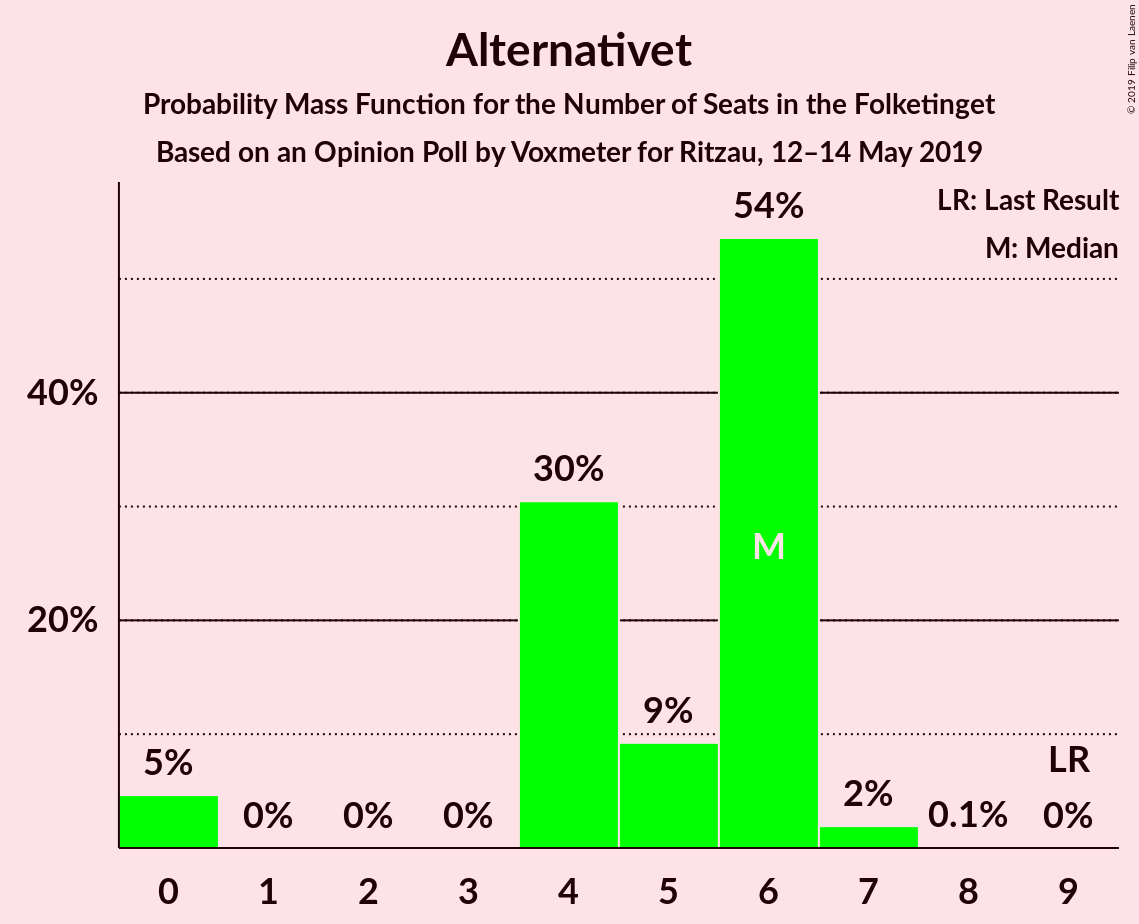 Alternativet
Probability Mass Function for the Number of Seats in the Folketinget
Based on an Opinion Poll by Voxmeter for Ritzau, 12–14 May 2019
© 2019 Filip van Laenen
LR: Last Result
M: Median
40%
20%
5%
0%
0%
0%
30%
9%
54%
M
2%
0.1%
LR
0%
0 1 2 3 4 5 6 7 8 9